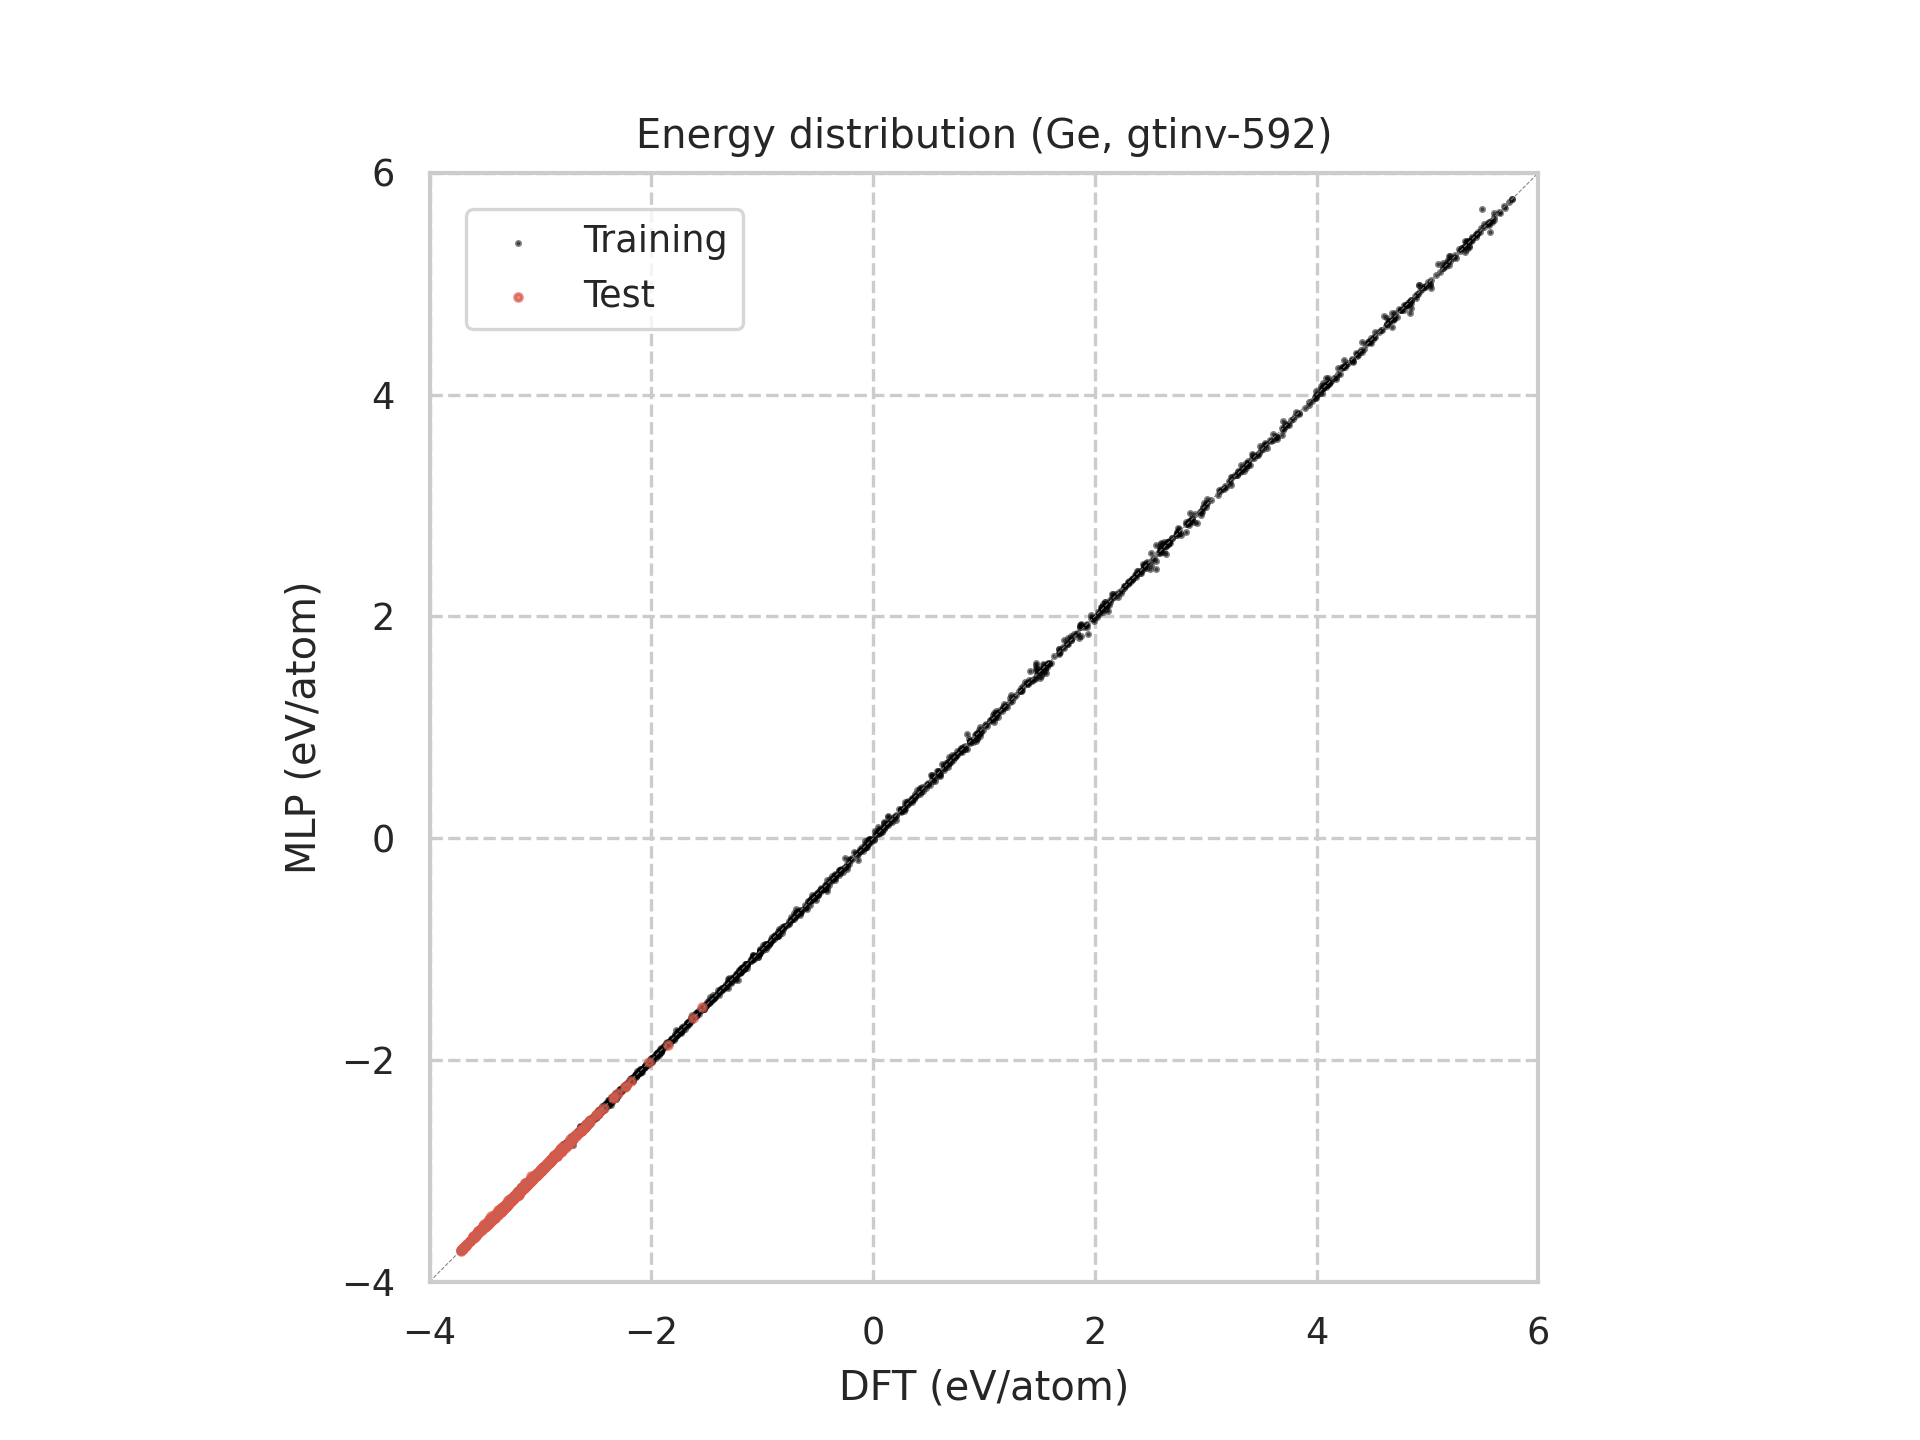 Energy distribution (Ge, gtinv-592)
Training
Test
6
4
2
0
−2
−4
MLP (eV/atom)
−4 −2 0 2 4 6
DFT (eV/atom)